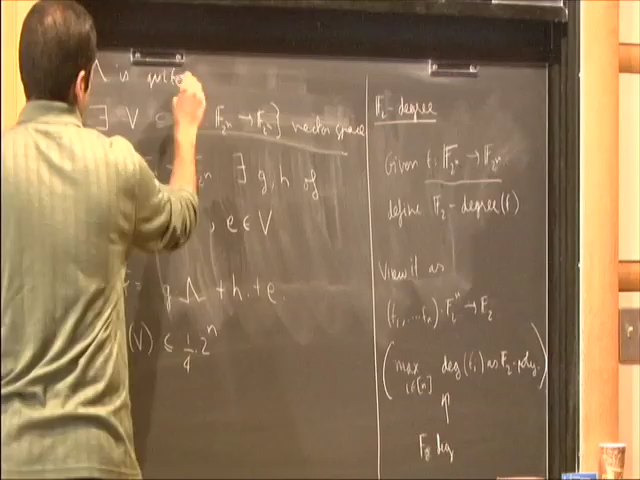 Λ is
∃ V ⊂ F₂ⁿ → F₂ⁿ} vector space
∃ g, h of
, e ∈ V
g Λ + h + e.
(V) ∈ 1/4 · 2ⁿ
F₂ - degree
Given f: F₂ⁿ → F₂ⁿ
define F₂ - degree(f)
View it as
(f₁, ... fₙ) : F₂ⁿ → F₂
(max i∈[n] deg(fᵢ) as F₂ - poly.)
⇑
F₂ deg